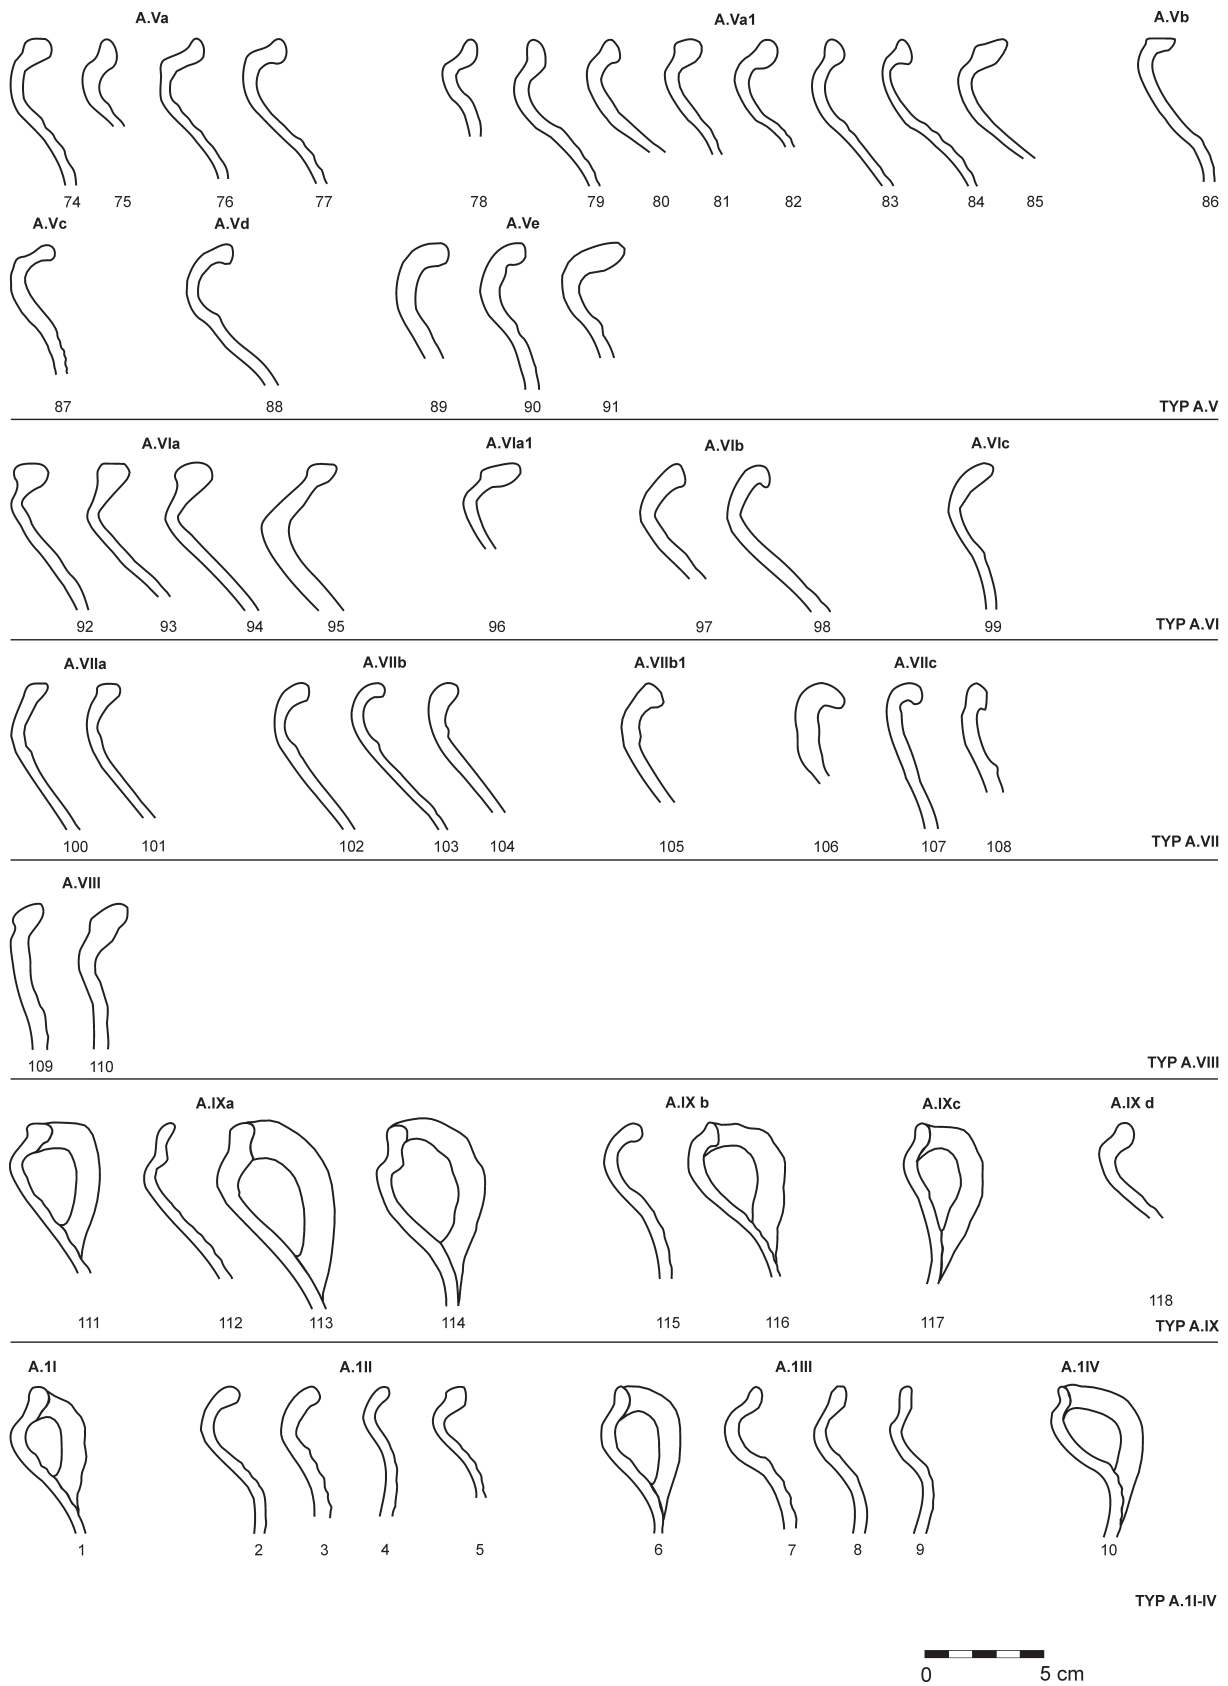 A.Va A.Va1 A.Vb
74 75 76 77 78 79 80 81 82 83 84 85 86
A.Vc A.Vd A.Ve
87 88 89 90 91 TYP A.V
A.VIa A.VIa1 A.VIb A.VIc
92 93 94 95 96 97 98 99 TYP A.VI
A.VIIa A.VIIb A.VIIb1 A.VIIc
100 101 102 103 104 105 106 107 108 TYP A.VII
A.VIII
109 110 TYP A.VIII
A.IXa A.IX b A.IXc A.IX d
111 112 113 114 115 116 117 118 TYP A.IX
A.1I A.1II A.1III A.1IV
1 2 3 4 5 6 7 8 9 10
TYP A.1I-IV
0 5 cm